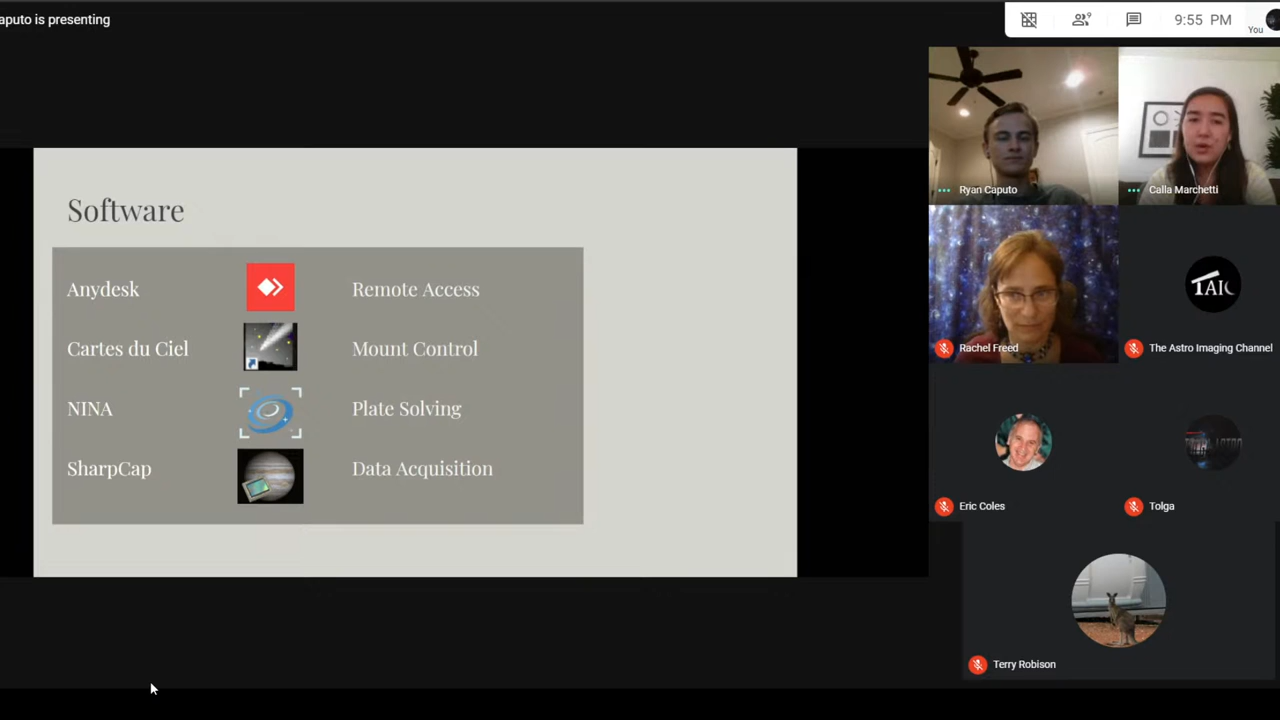 aputo is presenting
9
9:55 PM
You
Software
Anydesk
Remote Access
Cartes du Ciel
Mount Control
NINA
Plate Solving
SharpCap
Data Acquisition
Ryan Caputo
Calla Marchetti
Rachel Freed
TAIC
The Astro Imaging Channel
Eric Coles
Tolga
Terry Robison